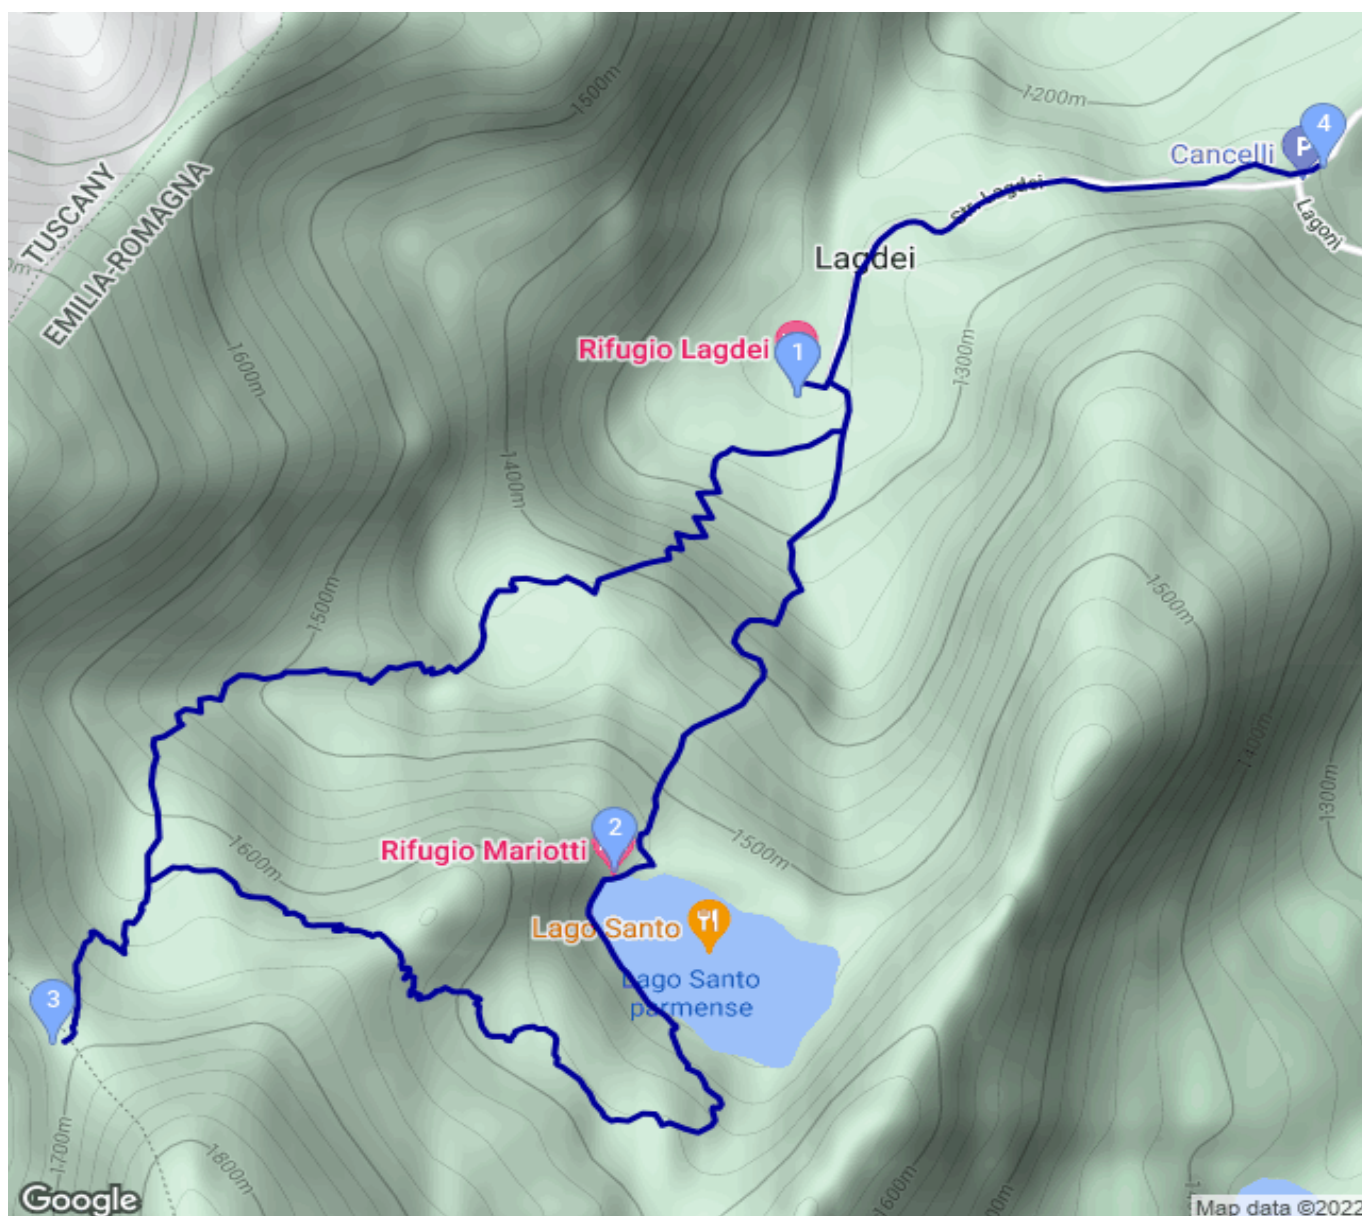 1500m
1200m
4
P
Cancelli
TUSCANY
EMILIA-ROMAGNA
Str. Lagdei
Lagoni
Lagdei
Rifugio Lagdei
1
1300m
1600m
1400m
1500m
1500m
1400m
1300m
2
Rifugio Mariotti
1500m
1600m
Lago Santo
Lago Santo
parmense
3
1700m
1800m
1600m
Google
Map data ©2022